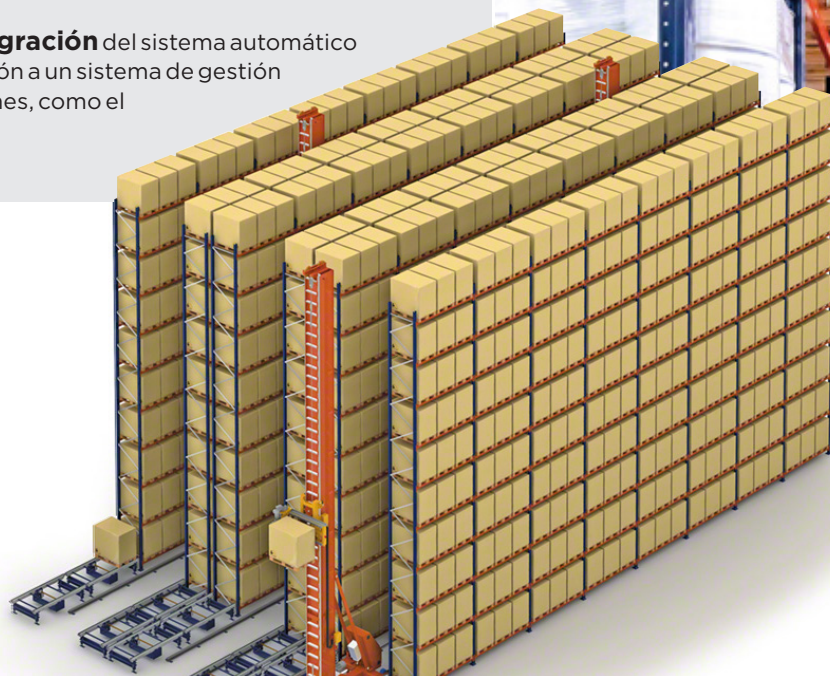 gración del sistema automático
ón a un sistema de gestión
nes, como el